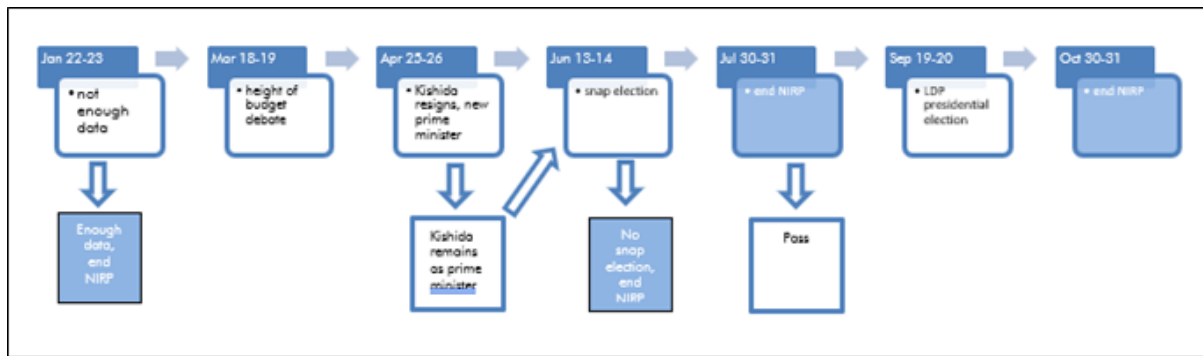 Jan 22-23
• not
enough
data
Mar 18-19
• height of
budget
debate
Apr 25-26
• Kishida
resigns, new
prime
minister
Jun 13-14
• snap election
Jul 30-31
• end NIRP
Sep 19-20
• LDP
presidential
election
Oct 30-31
• end NIRP
Enough
data,
end
NIRP
Kishida
remains
as prime
minister
No
snap
election,
end
NIRP
Pass